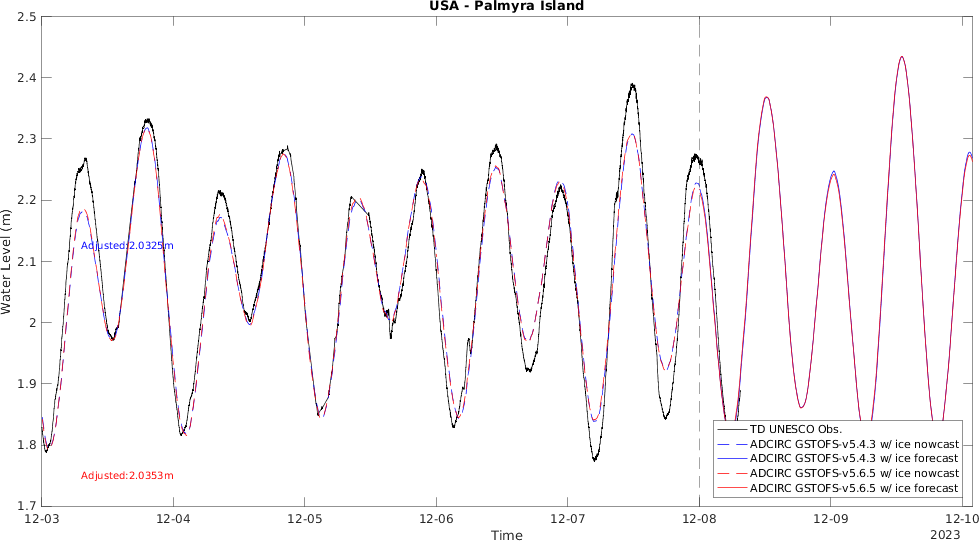 USA - Palmyra Island
2.5
2.4
2.3
2.2
2.1
2
1.9
1.8
1.7
Water Level (m)
Adjusted:2.0325m
Adjusted:2.0353m
TD UNESCO Obs.
ADCIRC GSTOFS-v5.4.3 w/ ice nowcast
ADCIRC GSTOFS-v5.4.3 w/ ice forecast
ADCIRC GSTOFS-v5.6.5 w/ ice nowcast
ADCIRC GSTOFS-v5.6.5 w/ ice forecast
12-03 12-04 12-05 12-06 12-07 12-08 12-09 12-10
Time
2023